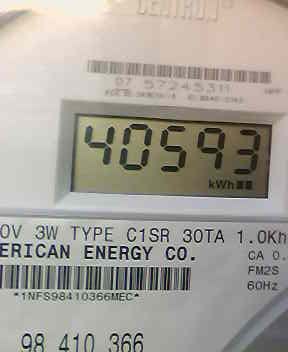 CENTRON
07 57245311
40593
kWh
0V 3W TYPE C1SR 30TA 1.0Kh
ERICAN ENERGY CO.
CA 0.
FM2S
60Hz
*1NFS98410366MEC*
98 410 366